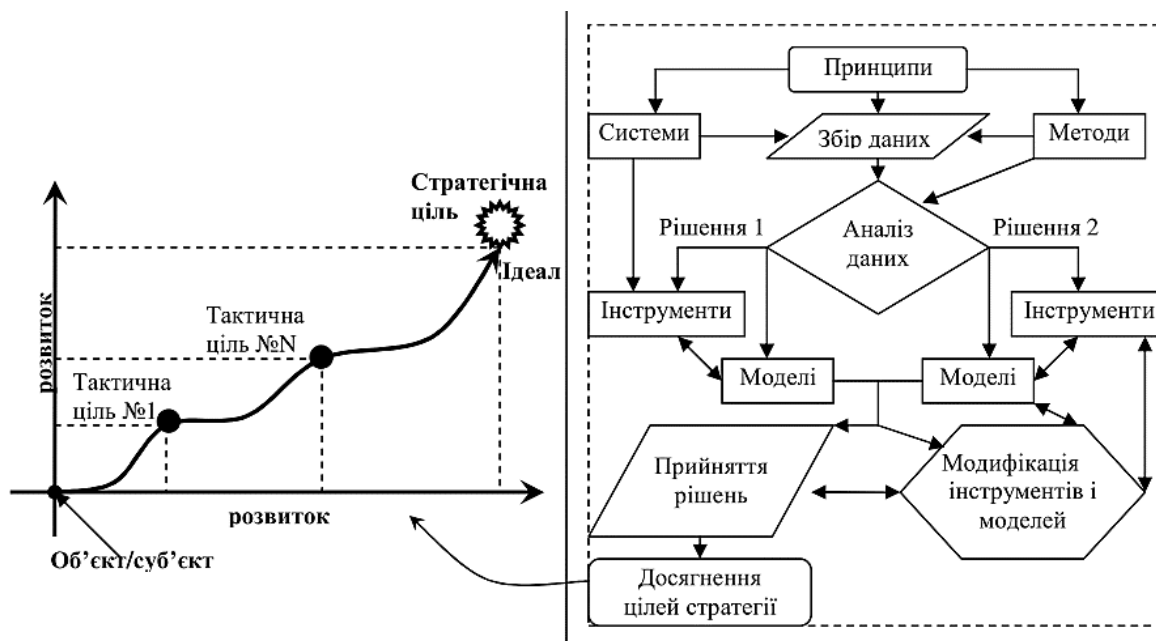 Стратегічна
ціль
Ідеал
розвиток
Тактична
ціль №N
Тактична
ціль №1
розвиток
Об’єкт/суб’єкт
Принципи
Системи
Збір даних
Методи
Рішення 1
Аналіз
даних
Рішення 2
Інструменти
Інструменти
Моделі
Моделі
Прийняття
рішень
Модифікація
інструментів і
моделей
Досягнення
цілей стратегії